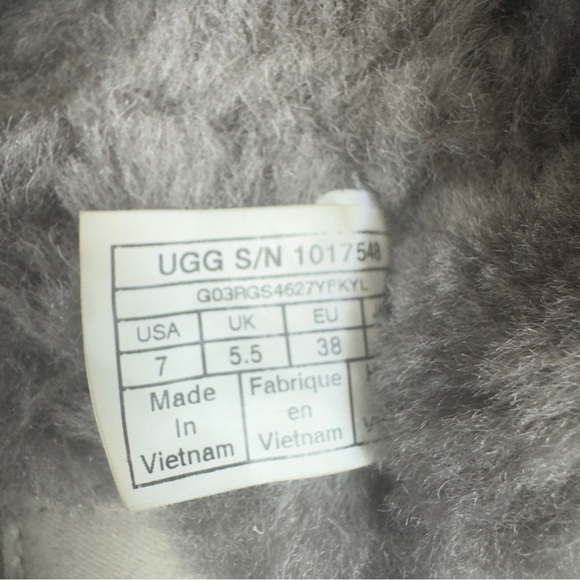 UGG S/N 1017548
G03RGS4627YFKYL
USA UK EU
7 5.5 38
Made Fabrique
In en
Vietnam Vietnam